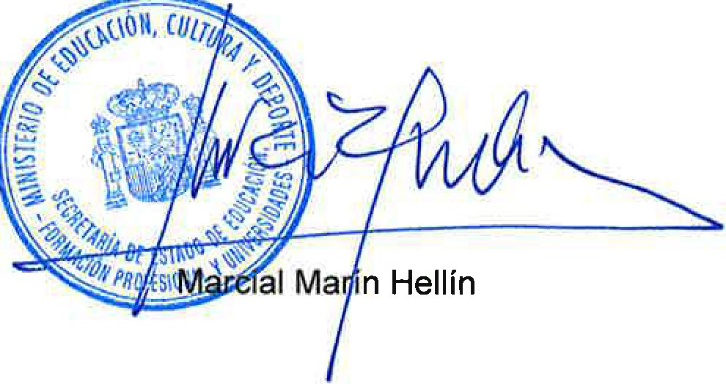 MINISTERIO DE EDUCACIÓN, CULTURA Y DEPORTE
SECRETARÍA DE ESTADO DE EDUCACIÓN,
- FORMACIÓN PROFESIONAL Y UNIVERSIDADES
Marcial Marín Hellín